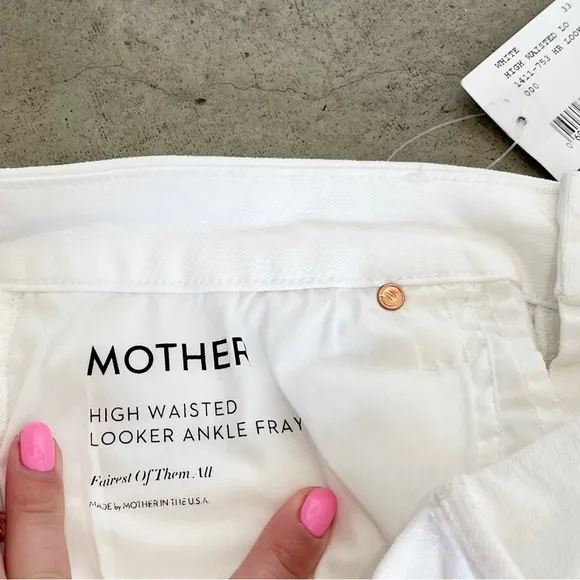 33
WHITE
HIGH WAISTED LO
1411-753 HR LOOK
000
MOTHER
HIGH WAISTED
LOOKER ANKLE FRAY
Fairest Of Them All
MADE by MOTHER IN THE U.S.A.